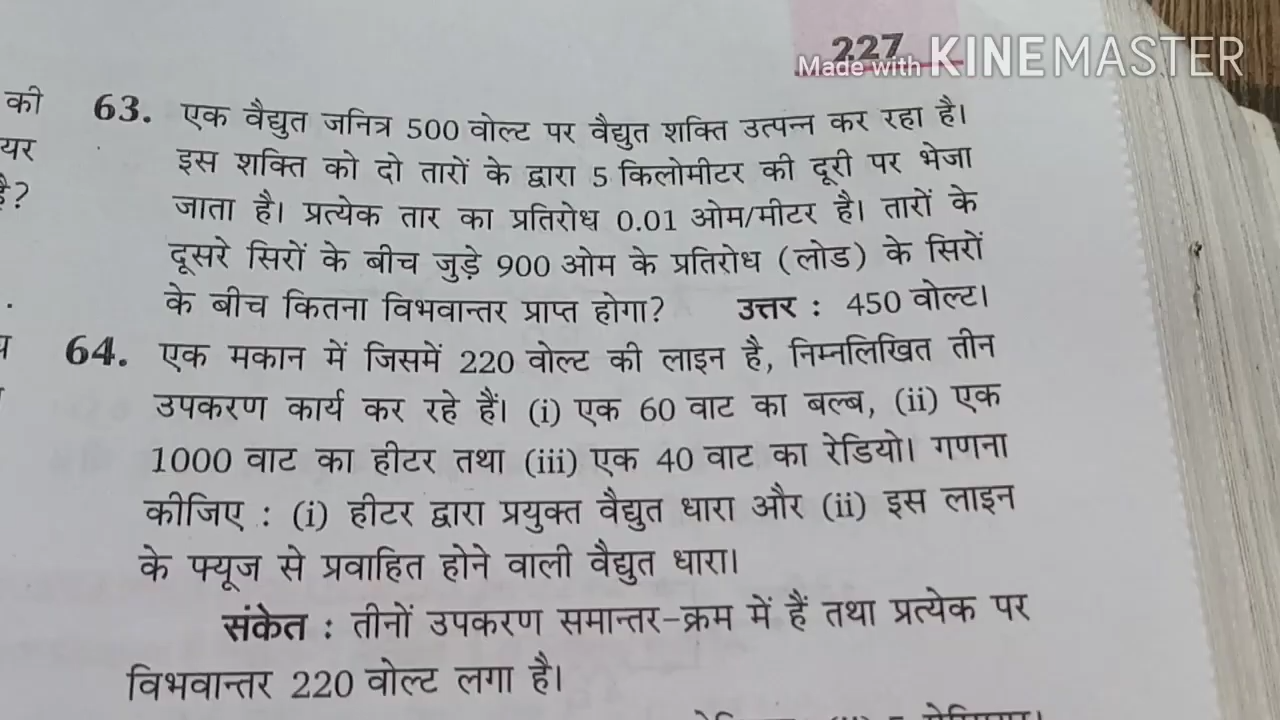 227
Made with KINEMASTER
की
यर
है?
63. एक वैद्युत जनित्र 500 वोल्ट पर वैद्युत शक्ति उत्पन्न कर रहा है।
इस शक्ति को दो तारों के द्वारा 5 किलोमीटर की दूरी पर भेजा
जाता है। प्रत्येक तार का प्रतिरोध 0.01 ओम/मीटर है। तारों के
दूसरे सिरों के बीच जुड़े 900 ओम के प्रतिरोध (लोड) के सिरों
के बीच कितना विभवान्तर प्राप्त होगा? उत्तर : 450 वोल्ट।
64. एक मकान में जिसमें 220 वोल्ट की लाइन है, निम्नलिखित तीन
उपकरण कार्य कर रहे हैं। (i) एक 60 वाट का बल्ब, (ii) एक
1000 वाट का हीटर तथा (iii) एक 40 वाट का रेडियो। गणना
कीजिए : (i) हीटर द्वारा प्रयुक्त वैद्युत धारा और (ii) इस लाइन
के फ्यूज से प्रवाहित होने वाली वैद्युत धारा।
संकेत : तीनों उपकरण समान्तर-क्रम में हैं तथा प्रत्येक पर
विभवान्तर 220 वोल्ट लगा है।